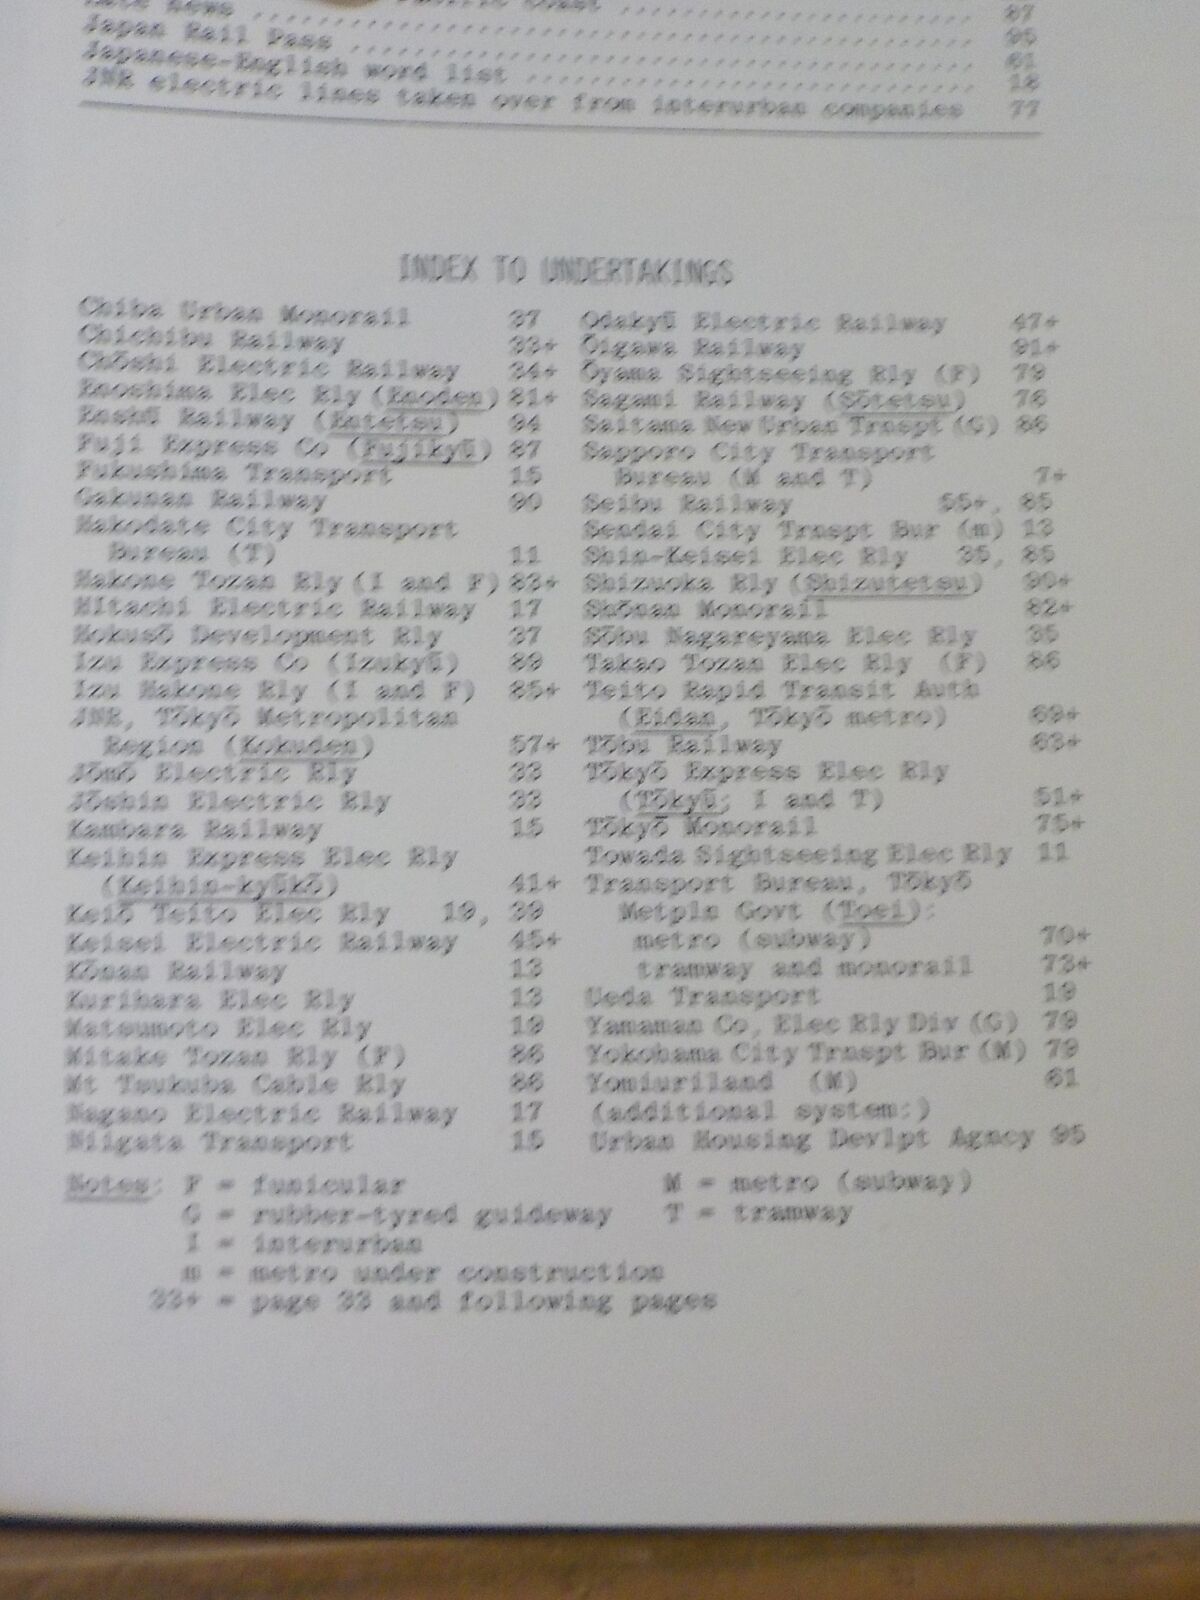 Late News .......... 87
Japan Rail Pass .......... 95
Japanese-English word list .......... 61
18
JNR electric lines taken over from interurban companies 77
INDEX TO UNDERTAKINGS
Chiba Urban Monorail 37
Chichibu Railway 33+
Chōshi Electric Railway 34+
Enoshima Elec Rly (Enoden) 81+
Enshū Railway (Entetsu) 94
Fuji Express Co (Fujikyū) 87
Fukushima Transport 15
Gakunan Railway 90
Hakodate City Transport
Bureau (T) 11
Hakone Tozan Rly (I and F) 83+
Hitachi Electric Railway 17
Hokusō Development Rly 37
Izu Express Co (Izukyū) 89
Izu Hakone Rly (I and F) 85+
JNR, Tōkyō Metropolitan
Region (Kokuden) 57+
Jōmō Electric Rly 33
Jōshin Electric Rly 33
Kambara Railway 15
Keihin Express Elec Rly
(Keihin-kyūkō) 41+
Keiō Teito Elec Rly 19, 39
Keisei Electric Railway 45+
Kōnan Railway 13
Kurihara Elec Rly 13
Matsumoto Elec Rly 19
Mitake Tozan Rly (F) 86
Mt Tsukuba Cable Rly 86
Nagano Electric Railway 17
Niigata Transport 15
Odakyū Electric Railway 47+
Ōigawa Railway 91+
Ōyama Sightseeing Rly (F) 79
Sagami Railway (Sōtetsu) 76
Saitama New Urban Trnspt (G) 86
Sapporo City Transport
Bureau (M and T) 7+
Seibu Railway 55+, 85
Sendai City Trnspt Bur (m) 13
Shin-Keisei Elec Rly 35, 85
Shizuoka Rly (Shizutetsu) 90+
Shōnan Monorail 82+
Sōbu Nagareyama Elec Rly 35
Takao Tozan Elec Rly (F) 86
Teito Rapid Transit Auth
(Eidan, Tōkyō metro) 69+
Tōbu Railway 63+
Tōkyō Express Elec Rly
(Tōkyū; I and T) 51+
Tōkyō Monorail 75+
Towada Sightseeing Elec Rly 11
Transport Bureau, Tōkyō
Metpln Govt (Toei):
metro (subway) 70+
tramway and monorail 73+
Ueda Transport 19
Yamaman Co, Elec Rly Div (G) 79
Yokohama City Trnspt Bur (M) 79
Yomiuriland (M) 61
(additional system:)
Urban Housing Devlpt Agncy 95
Notes: F = funicular M = metro (subway)
G = rubber-tyred guideway T = tramway
I = interurban
m = metro under construction
33+ = page 33 and following pages